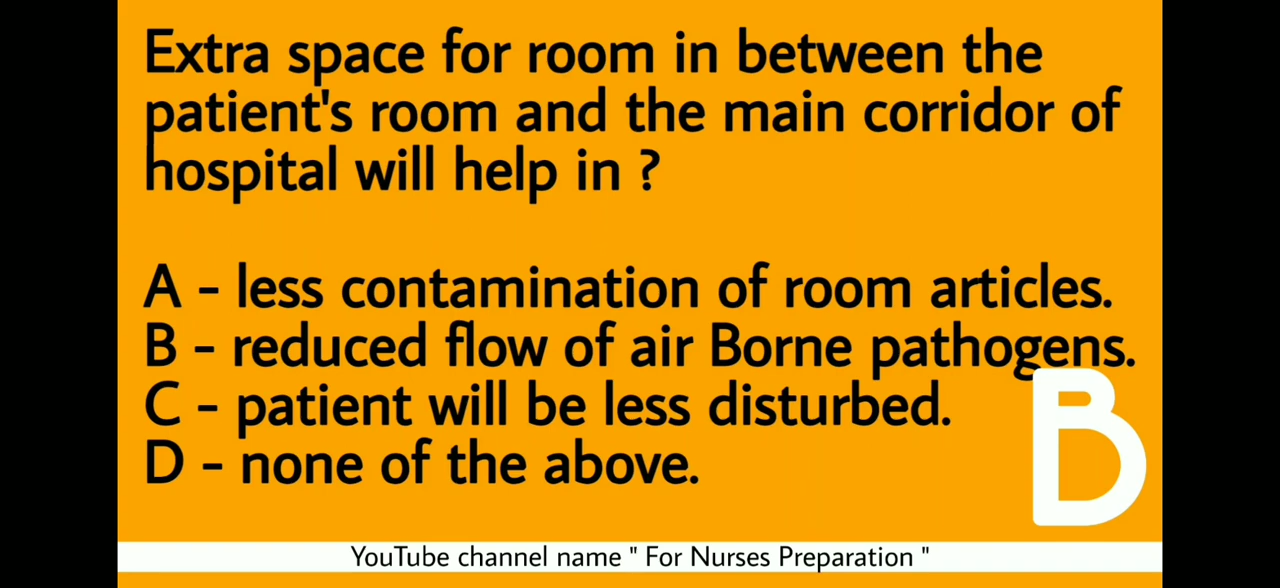 Extra space for room in between the
patient's room and the main corridor of
hospital will help in ?
A - less contamination of room articles.
B - reduced flow of air Borne pathogens.
C - patient will be less disturbed.
D - none of the above.
B
YouTube channel name " For Nurses Preparation "